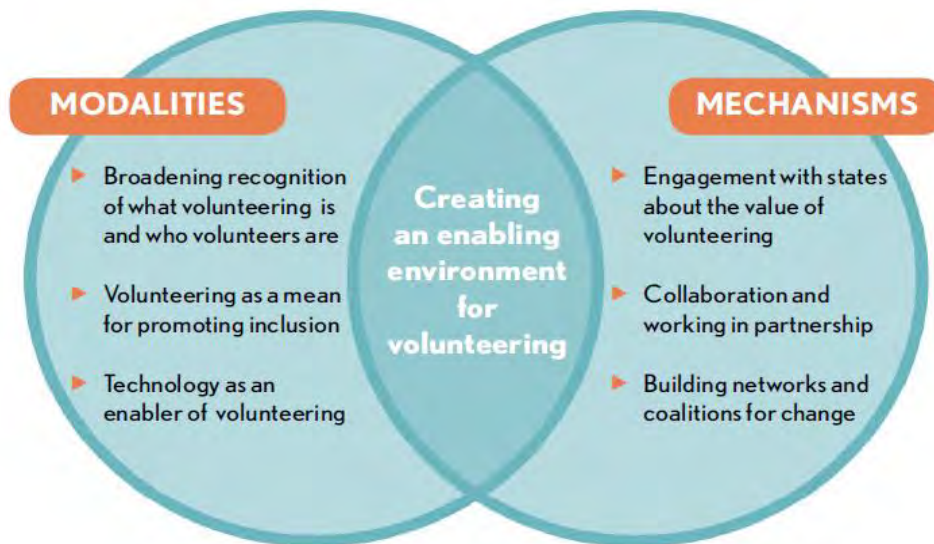 MODALITIES
Broadening recognition
of what volunteering is
and who volunteers are
Volunteering as a mean
for promoting inclusion
Technology as an
enabler of volunteering
Creating
an enabling
environment
for
volunteering
MECHANISMS
Engagement with states
about the value of
volunteering
Collaboration and
working in partnership
Building networks and
coalitions for change